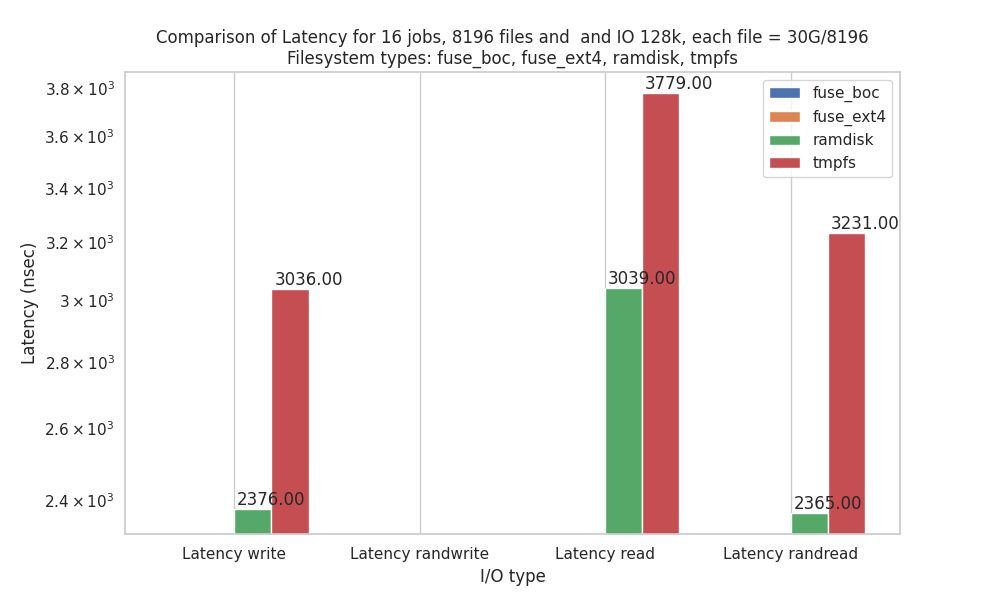 Comparison of Latency for 16 jobs, 8196 files and  and IO 128k, each file = 30G/8196
Filesystem types: fuse_boc, fuse_ext4, ramdisk, tmpfs
3.8 × 10³
3.6 × 10³
3.4 × 10³
3.2 × 10³
3 × 10³
2.8 × 10³
2.6 × 10³
2.4 × 10³
Latency (nsec)
2376.00
3036.00
3039.00
3779.00
2365.00
3231.00
fuse_boc
fuse_ext4
ramdisk
tmpfs
Latency write
Latency randwrite
Latency read
Latency randread
I/O type